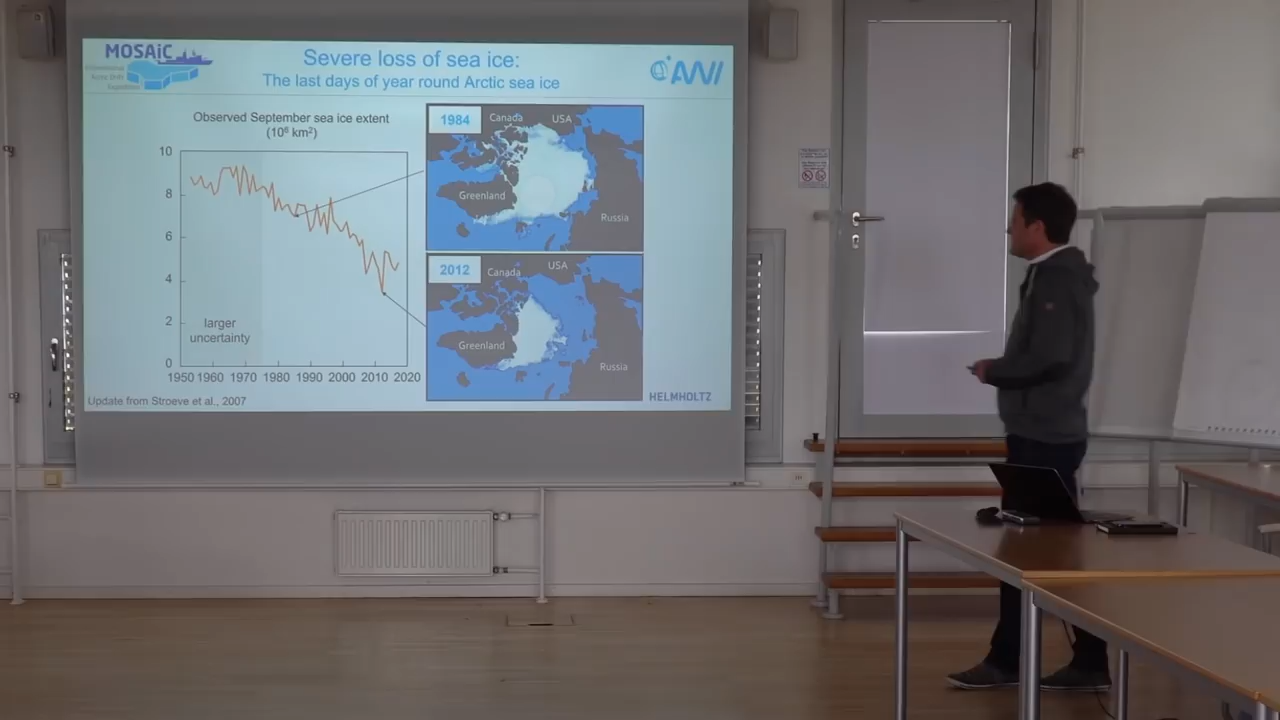 MOSAiC
Severe loss of sea ice:
The last days of year round Arctic sea ice
AWI
Observed September sea ice extent
(10⁶ km²)
10
8
6
4
2
0
larger
uncertainty
1950 1960 1970 1980 1990 2000 2010 2020
1984
Canada
USA
Greenland
Russia
2012
Canada
USA
Greenland
Russia
Update from Stroeve et al., 2007
HELMHOLTZ